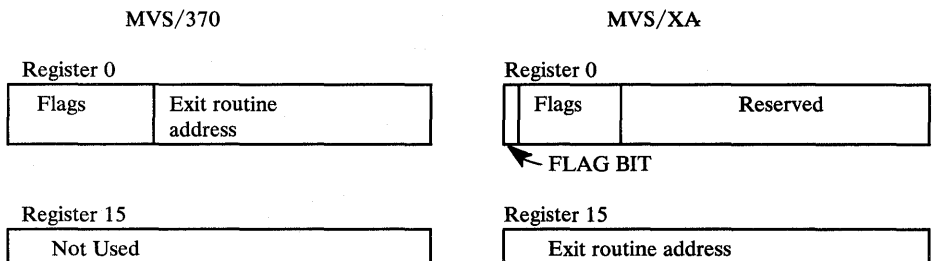 MVS/370
MVS/XA
Register 0
Register 0
Flags
Exit routine
address
Flags
Reserved
FLAG BIT
Register 15
Register 15
Not Used
Exit routine address